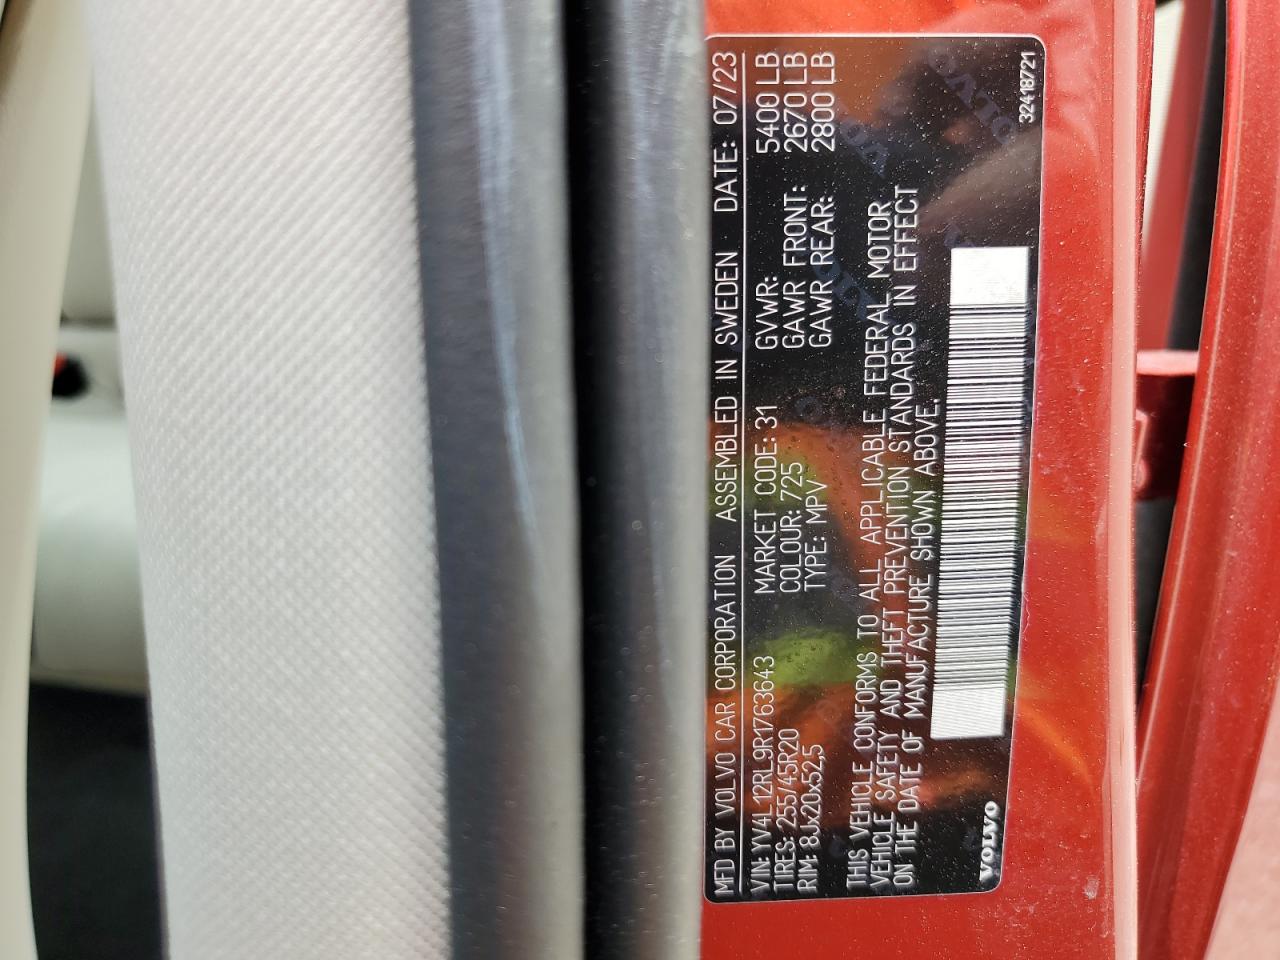 MFD BY VOLVO CAR CORPORATION ASSEMBLED IN SWEDEN DATE: 07/23
VIN: YV4L12RL9R1763643 MARKET CODE: 31 GVWR: 5400 LB
TIRES: 255/45R20 COLOUR: 725 GAWR FRONT: 2670 LB
RIM: 8Jx20x52,5 TYPE: MPV GAWR REAR: 2800 LB
THIS VEHICLE CONFORMS TO ALL APPLICABLE FEDERAL MOTOR
VEHICLE SAFETY AND THEFT PREVENTION STANDARDS IN EFFECT
ON THE DATE OF MANUFACTURE SHOWN ABOVE.
VOLVO 32418721